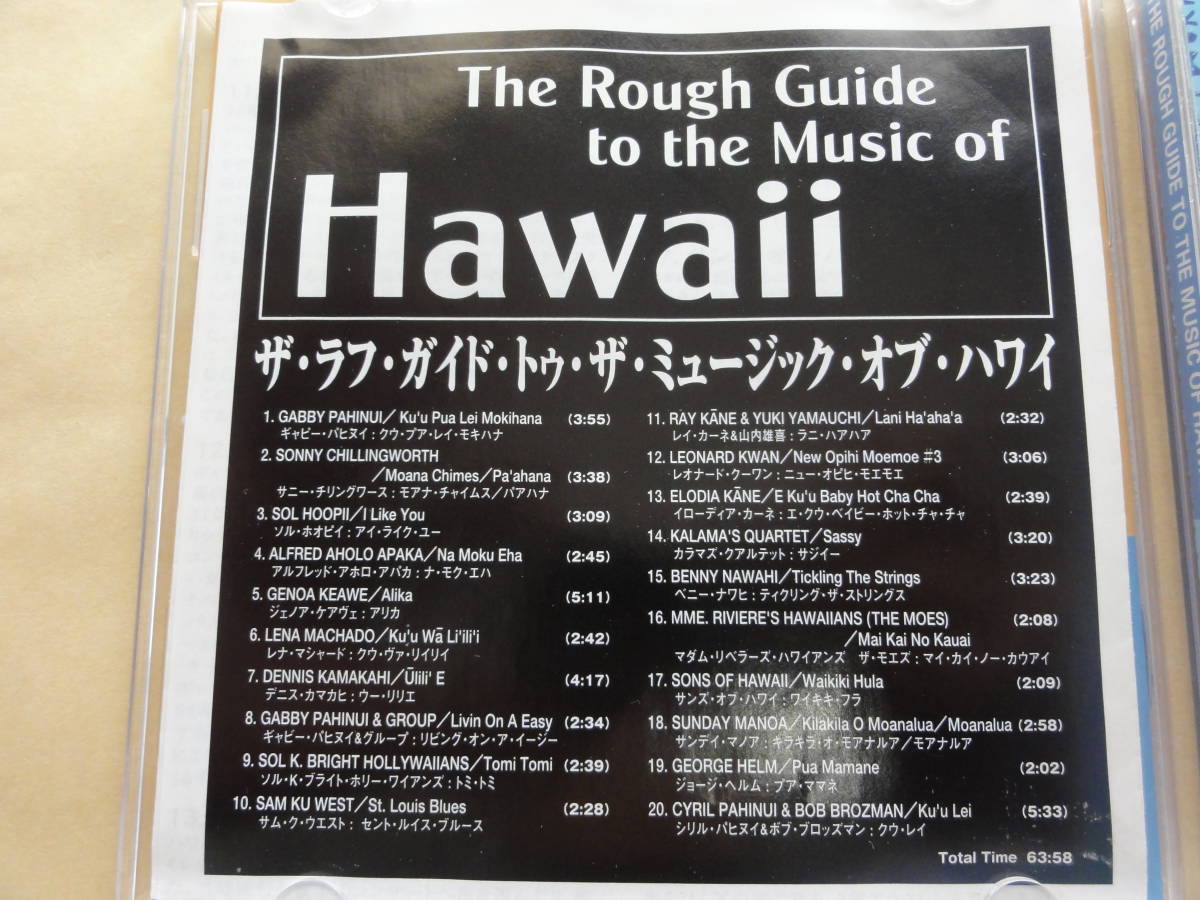 The Rough Guide
to the Music of
Hawaii
ザ・ラフ・ガイド・トゥ・ザ・ミュージック・オブ・ハワイ
1. GABBY PAHINUI／Ku'u Pua Lei Mokihana (3:55)
ギャビー・パヒヌイ：クウ・プア・レイ・モキハナ
2. SONNY CHILLINGWORTH
／Moana Chimes／Pa'ahana (3:38)
サニー・チリングワース：モアナ・チャイムス／パアハナ
3. SOL HOOPII／I Like You (3:09)
ソル・ホオピイ：アイ・ライク・ユー
4. ALFRED AHOLO APAKA／Na Moku Eha (2:45)
アルフレッド・アホロ・アパカ：ナ・モク・エハ
5. GENOA KEAWE／Alika (5:11)
ジェノア・ケアヴェ：アリカ
6. LENA MACHADO／Ku'u Wā Li'ili'i (2:42)
レナ・マシャード：クウ・ヴァ・リイリイ
7. DENNIS KAMAKAHI／Ūlili' E (4:17)
デニス・カマカヒ：ウー・リリエ
8. GABBY PAHINUI & GROUP／Livin On A Easy (2:34)
ギャビー・パヒヌイ&グループ：リビング・オン・ア・イージー
9. SOL K. BRIGHT HOLLYWAIIANS／Tomi Tomi (2:39)
ソル・K・ブライト・ホリー・ワイアンズ：トミ・トミ
10. SAM KU WEST／St. Louis Blues (2:28)
サム・ク・ウエスト：セント・ルイス・ブルース
11. RAY KĀNE & YUKI YAMAUCHI／Lani Ha'aha'a (2:32)
レイ・カーネ&山内雄喜：ラニ・ハアハア
12. LEONARD KWAN／New Opihi Moemoe #3 (3:06)
レオナード・クーワン：ニュー・オピヒ・モエモエ
13. ELODIA KĀNE／E Ku'u Baby Hot Cha Cha (2:39)
イローディア・カーネ：エ・クウ・ベイビー・ホット・チャ・チャ
14. KALAMA'S QUARTET／Sassy (3:20)
カラマズ・クアルテット：サジィー
15. BENNY NAWAHI／Tickling The Strings (3:23)
ベニー・ナワヒ：ティクリング・ザ・ストリングス
16. MME. RIVIERE'S HAWAIIANS (THE MOES) (2:08)
／Mai Kai No Kauai
マダム・リベラーズ・ハワイアンズ ザ・モエズ：マイ・カイ・ノー・カウアイ
17. SONS OF HAWAII／Waikiki Hula (2:09)
サンズ・オブ・ハワイ：ワイキキ・フラ
18. SUNDAY MANOA／Kilakila O Moanalua／Moanalua (2:58)
サンデイ・マノア：キラキラ・オ・モアナルア／モアナルア
19. GEORGE HELM／Pua Mamane (2:02)
ジョージ・ヘルム：プア・ママネ
20. CYRIL PAHINUI & BOB BROZMAN／Ku'u Lei (5:33)
シリル・パヒヌイ&ボブ・ブロッズマン：クウ・レイ
Total Time 63:58
THE ROUGH GUIDE TO THE MUSIC OF